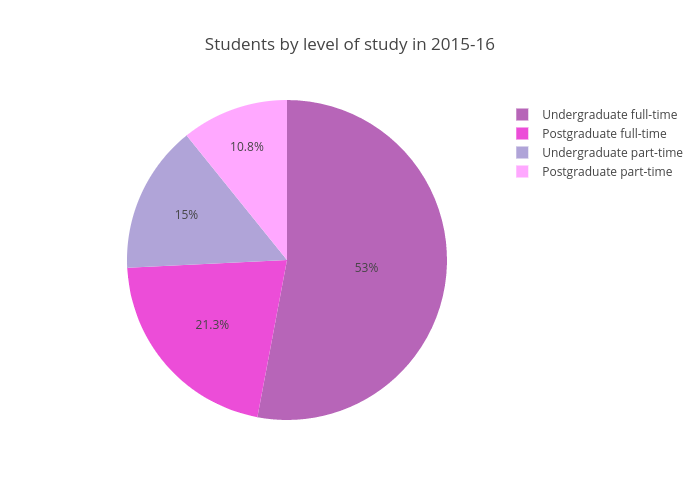 Students by level of study in 2015-16
Undergraduate full-time
Postgraduate full-time
Undergraduate part-time
Postgraduate part-time
10.8%
15%
53%
21.3%